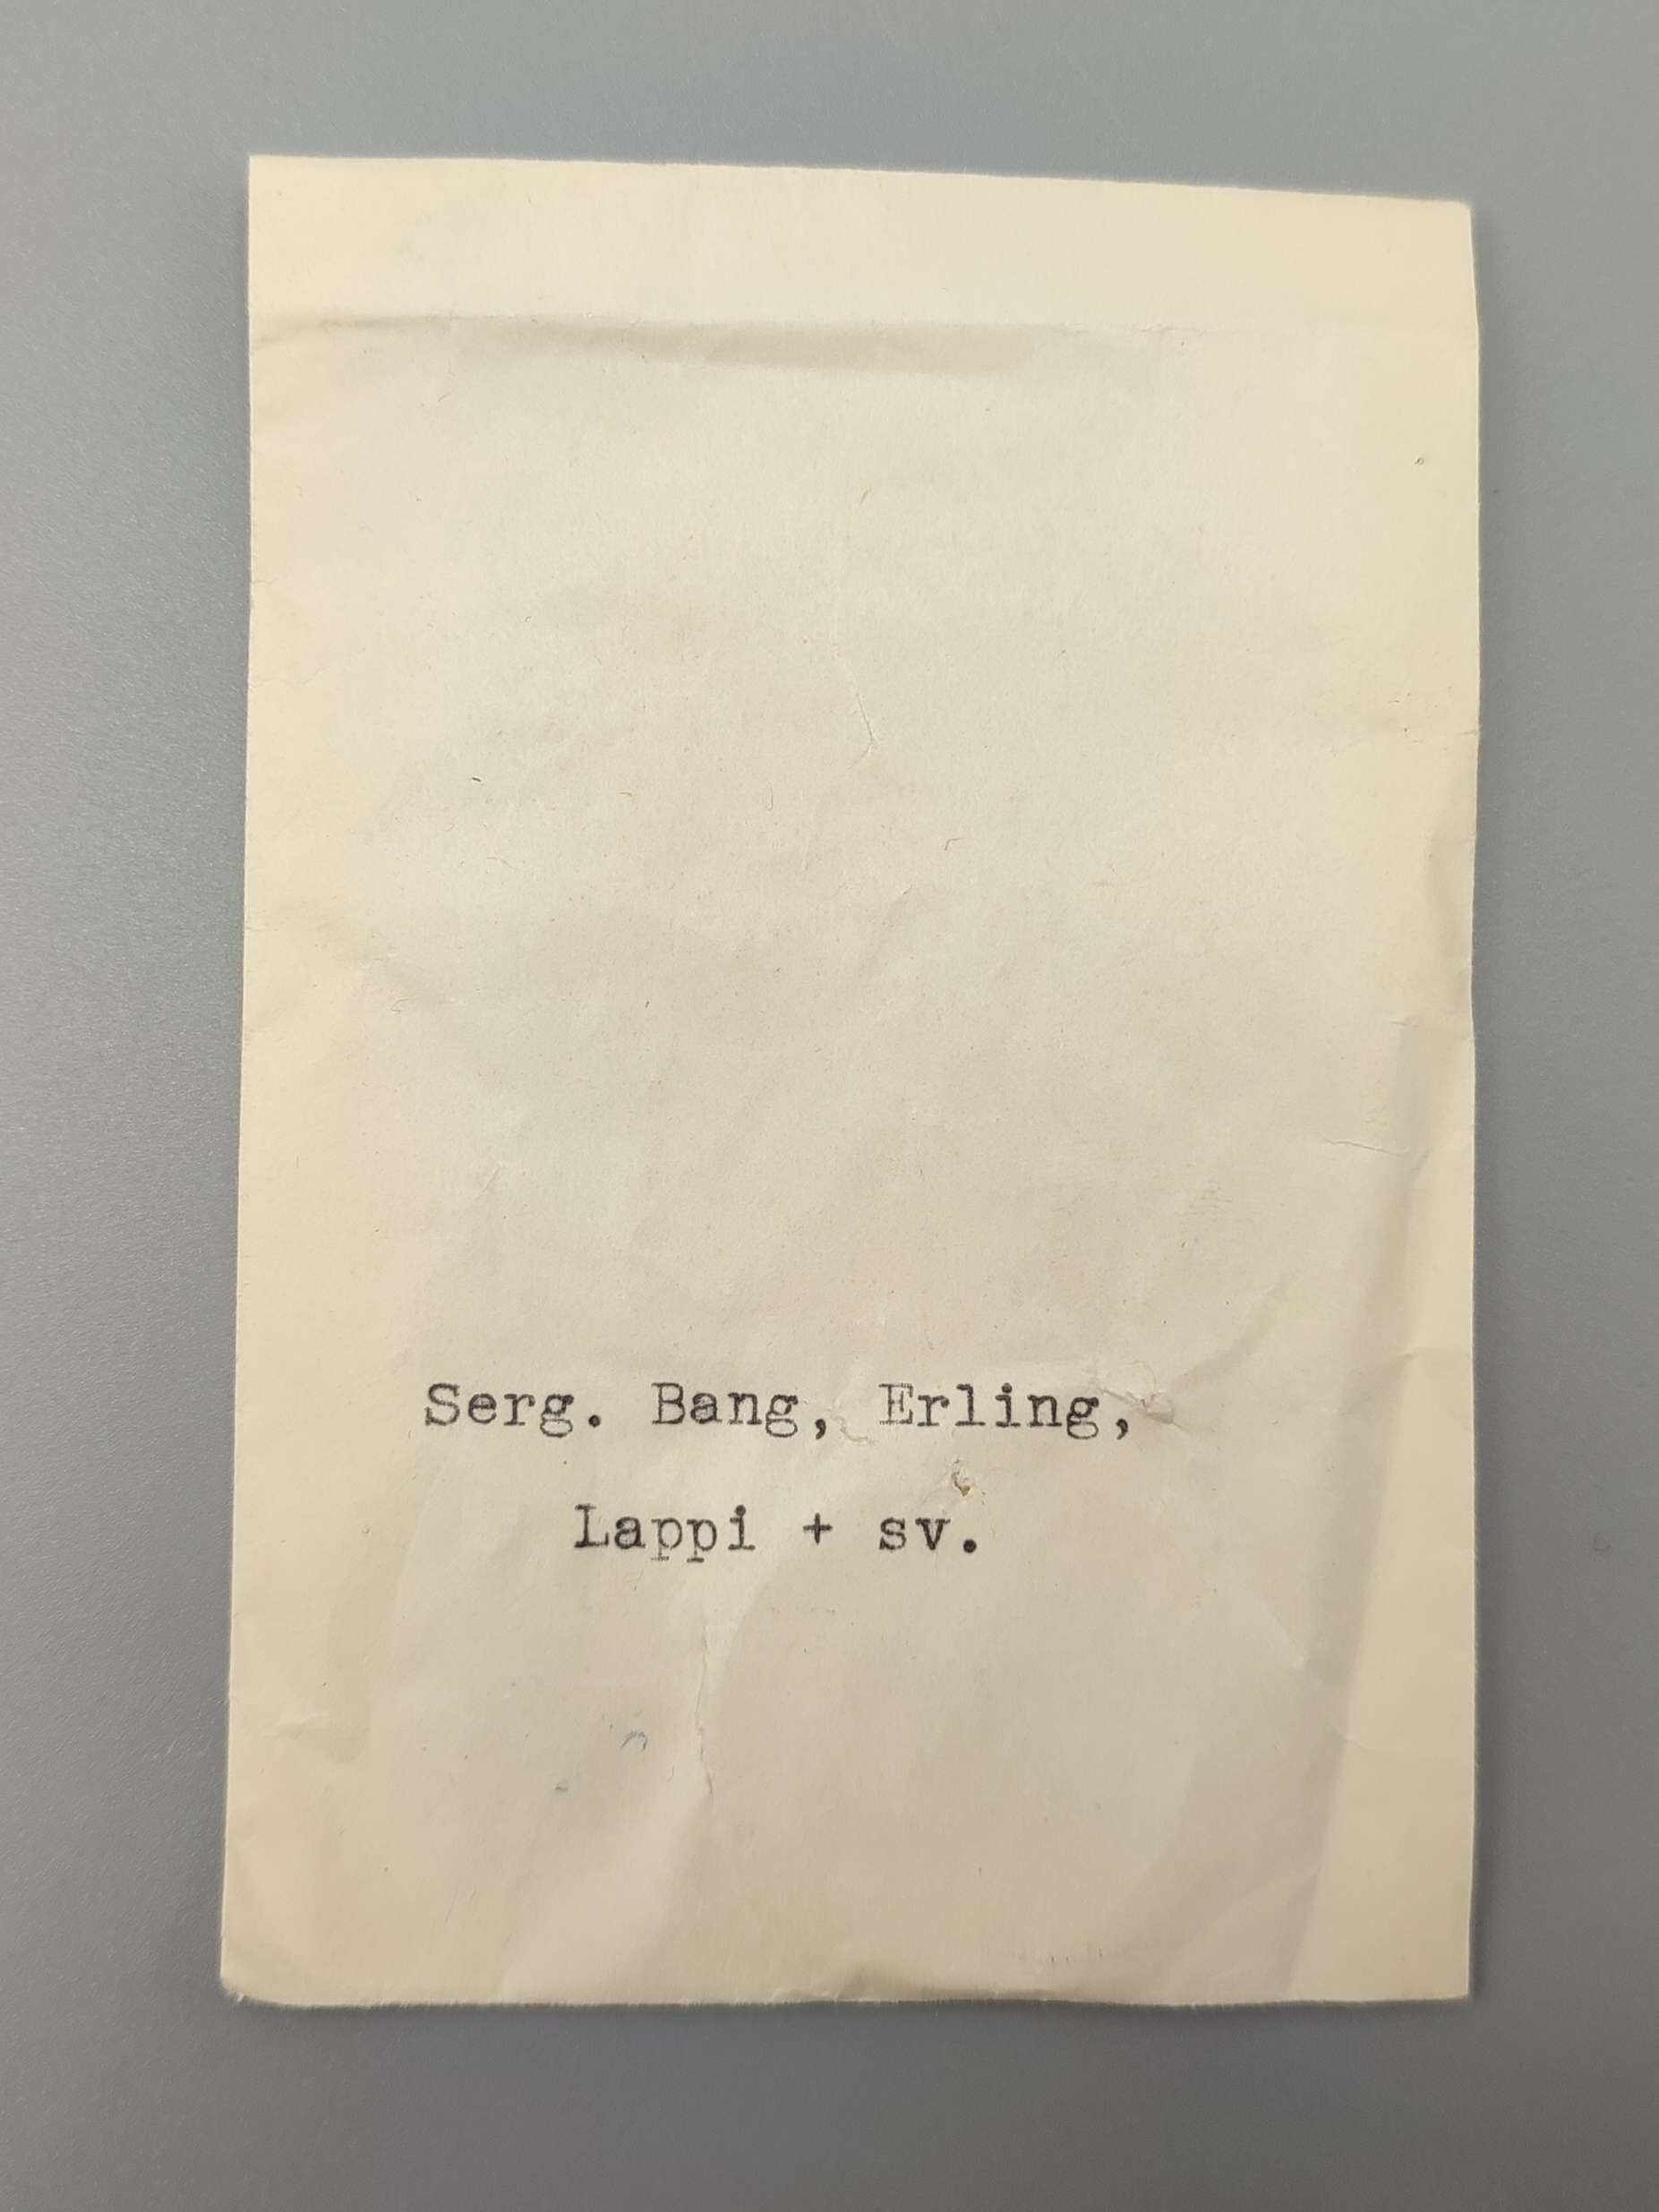 Serg. Bang, Erling,
Lappi + sv.